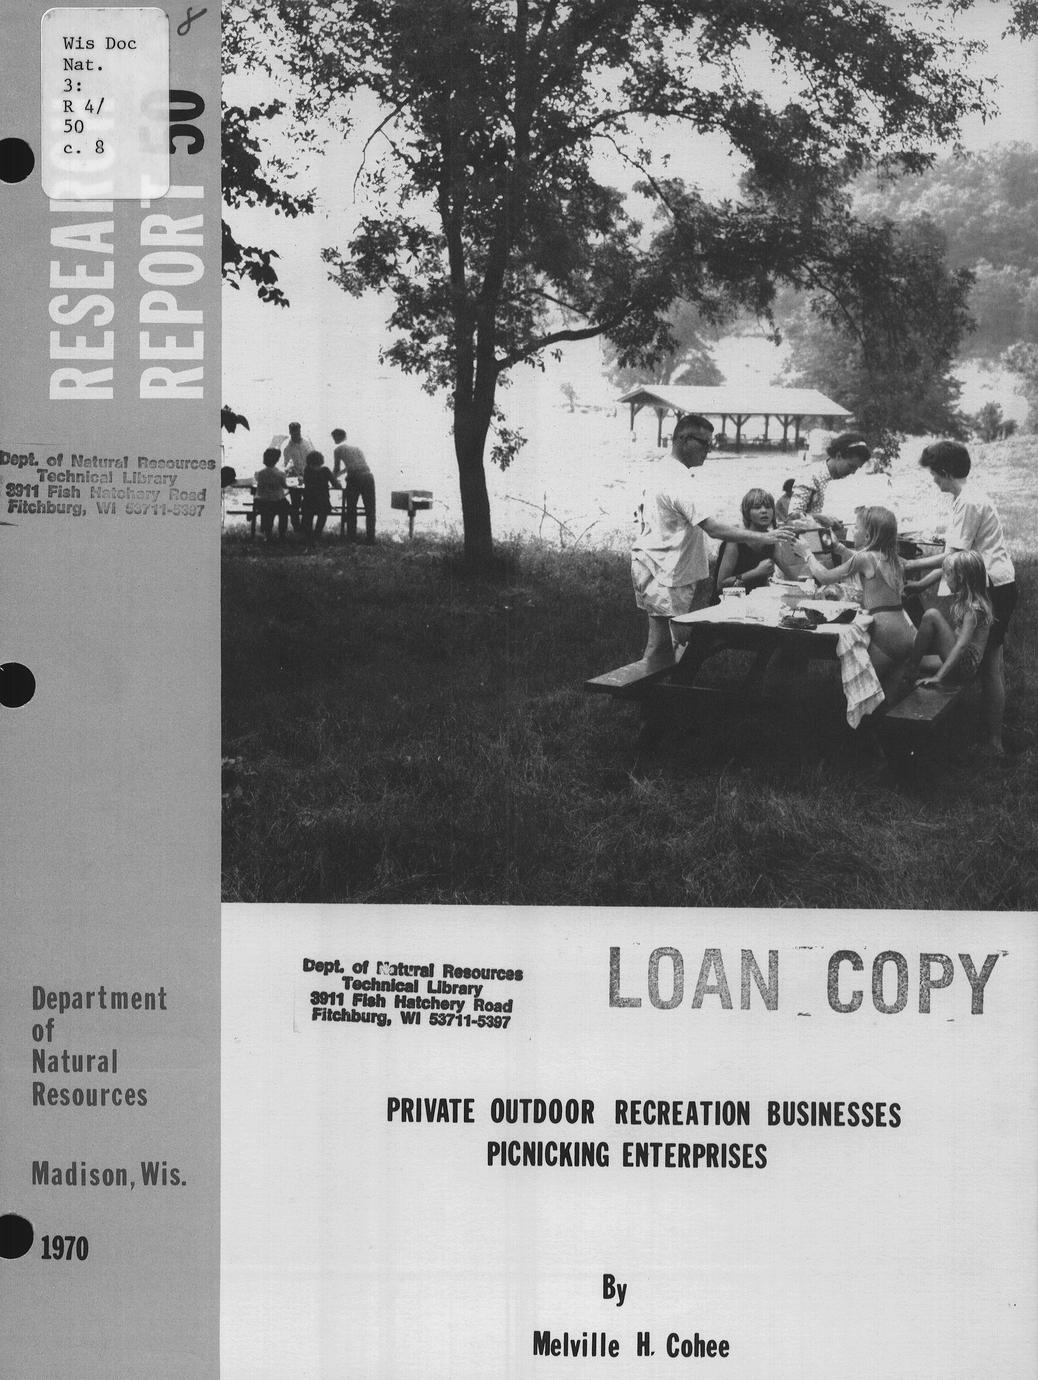 8
Wis Doc
Nat.
3:
R 4/
50
c. 8
RESEARCH
REPORT 50
Dept. of Natural Resources
Technical Library
3911 Fish Hatchery Road
Fitchburg, WI 53711-5397
Department
of
Natural
Resources
Madison, Wis.
1970
Dept. of Natural Resources
Technical Library
3911 Fish Hatchery Road
Fitchburg, WI 53711-5397
LOAN COPY
PRIVATE OUTDOOR RECREATION BUSINESSES
PICNICKING ENTERPRISES
By
Melville H. Cohee